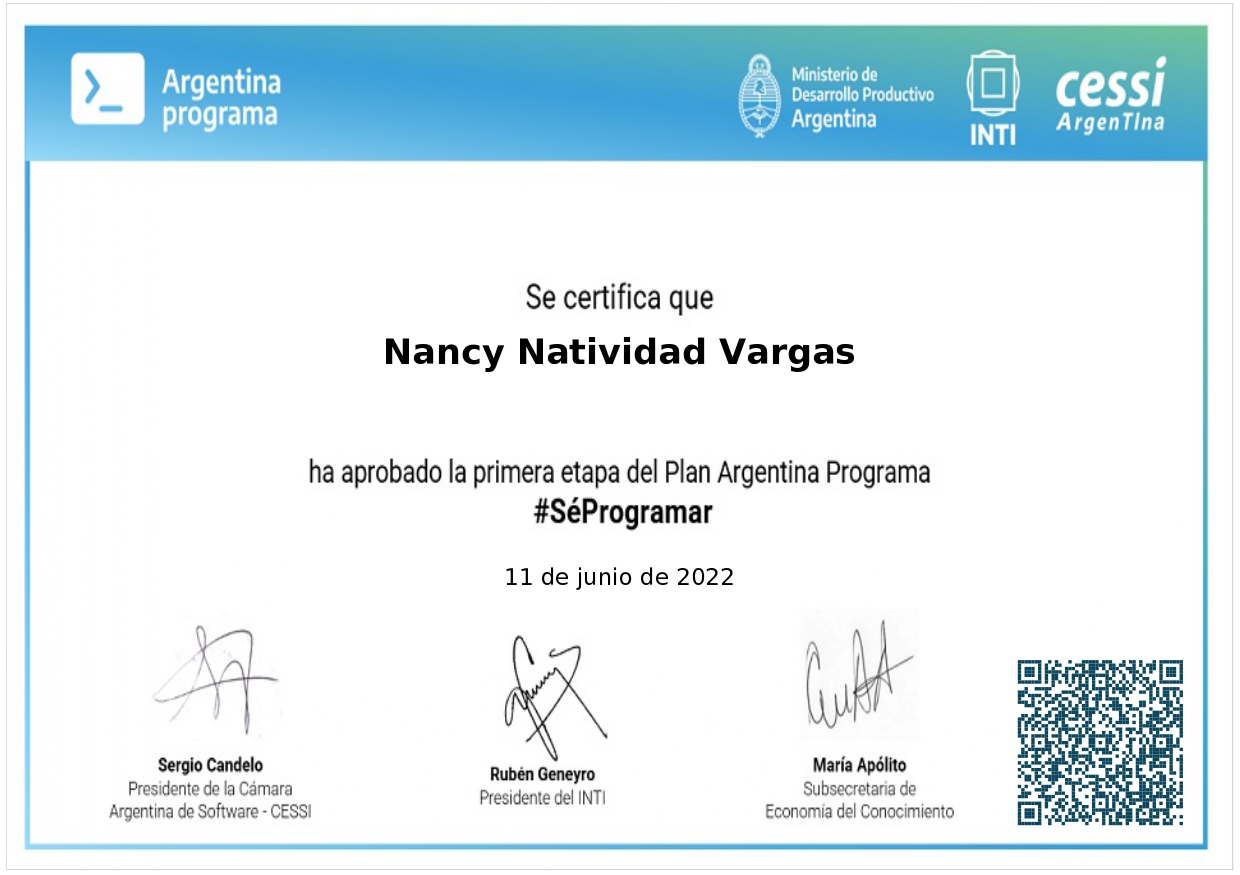 Argentina
programa
Ministerio de
Desarrollo Productivo
Argentina
INTI
cessi
ArgenTIna
Se certifica que
Nancy Natividad Vargas
ha aprobado la primera etapa del Plan Argentina Programa
#SéProgramar
11 de junio de 2022
Sergio Candelo
Presidente de la Cámara
Argentina de Software - CESSI
Rubén Geneyro
Presidente del INTI
María Apólito
Subsecretaria de
Economía del Conocimiento